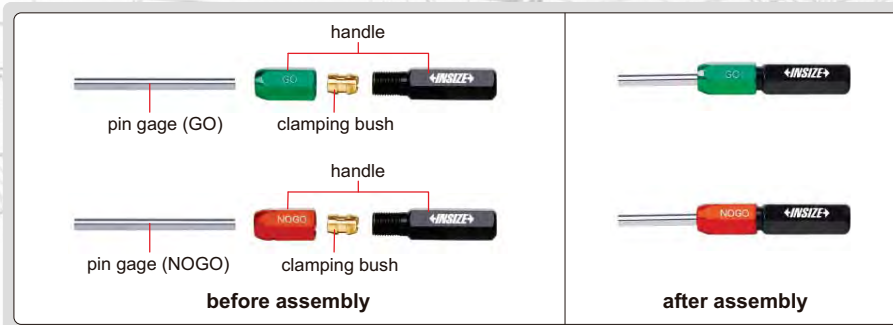 handle
GO
INSIZE
pin gage (GO)
clamping bush
handle
NOGO
INSIZE
pin gage (NOGO)
clamping bush
before assembly
GO
INSIZE
NOGO
INSIZE
after assembly